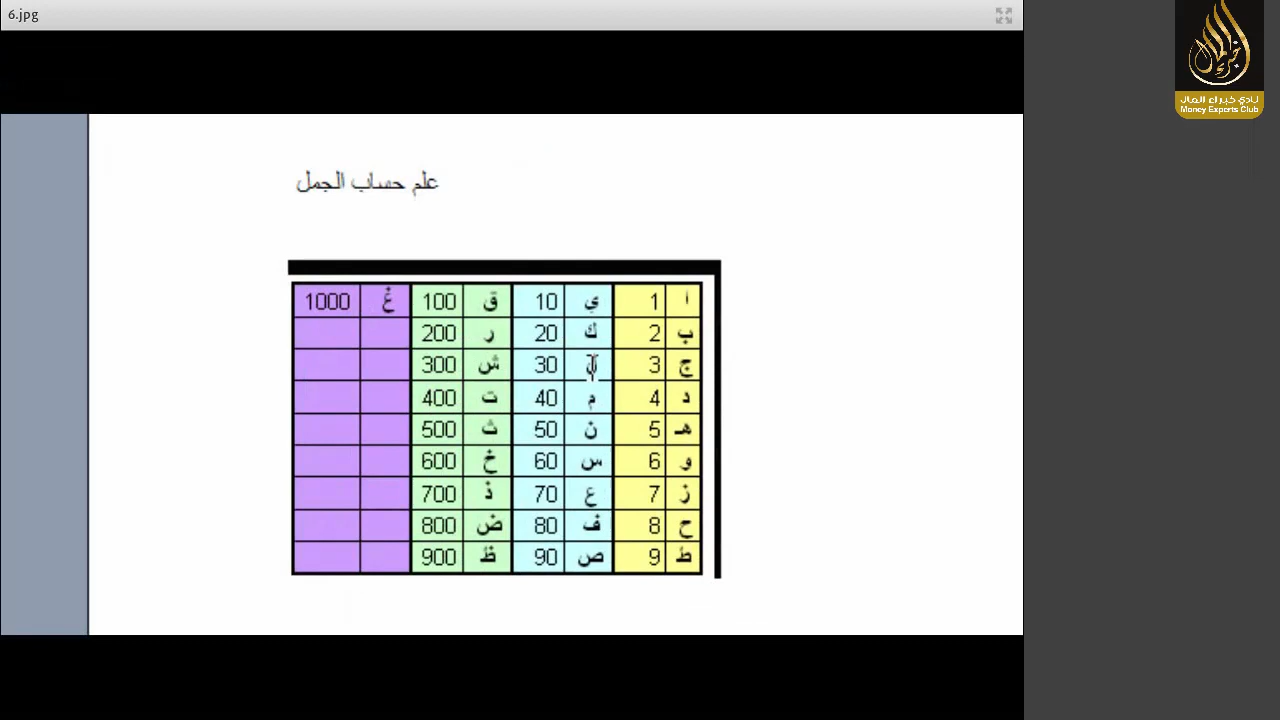 6.jpg
نادي خبراء المال
Money Experts Club
علم حساب الجمل
ا 1 ي 10 ق 100 غ 1000
ب 2 ك 20 ر 200
ج 3 ل 30 ش 300
د 4 م 40 ت 400
هـ 5 ن 50 ث 500
و 6 س 60 خ 600
ز 7 ع 70 ذ 700
ح 8 ف 80 ض 800
ط 9 ص 90 ظ 900